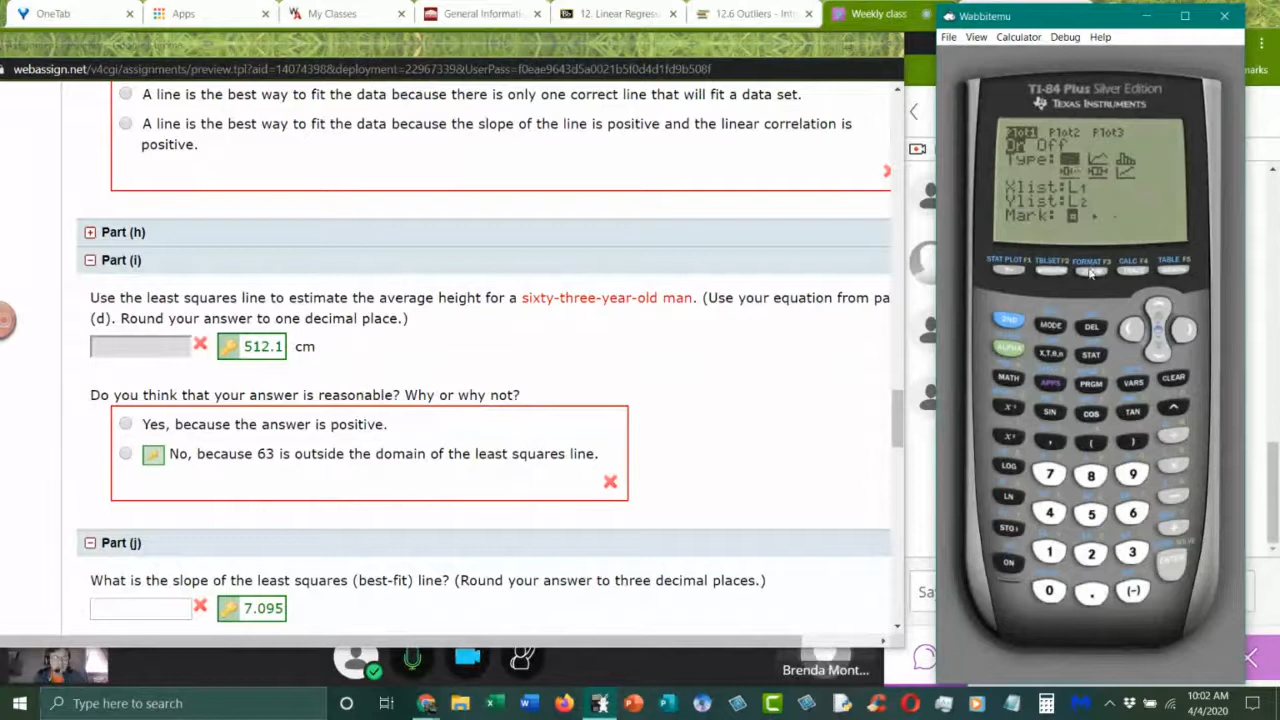 OneTab
Apps
My Classes
General Informati
12. Linear Regres
12.6 Outliers - Int
Weekly class
webassign.net/v4cgi/assignments/preview.tpl?aid=14074398&deployment=22967339&UserPass=f0eae9643d5a0021b5f0d4d1fd9b508f
marks
A line is the best way to fit the data because there is only one correct line that will fit a data set.
A line is the best way to fit the data because the slope of the line is positive and the linear correlation is
positive.
Part (h)
Part (i)
Use the least squares line to estimate the average height for a sixty-three-year-old man. (Use your equation from pa
(d). Round your answer to one decimal place.)
512.1 cm
Do you think that your answer is reasonable? Why or why not?
Yes, because the answer is positive.
No, because 63 is outside the domain of the least squares line.
Part (j)
What is the slope of the least squares (best-fit) line? (Round your answer to three decimal places.)
7.095
Brenda Mont...
Say
Wabbitemu
File View Calculator Debug Help
TI-84 Plus Silver Edition
TEXAS INSTRUMENTS
Plot1 Plot2 Plot3
On Off
Type:
Xlist:L1
Ylist:L2
Mark:
STAT PLOT F1 TBLSET F2 FORMAT F3 CALC F4 TABLE F5
2ND MODE DEL
ALPHA X,T,θ,n STAT
MATH APPS PRGM VARS CLEAR
X⁻¹ SIN COS TAN ^
X² , ( )
LOG 7 8 9
LN 4 5 6
STO 1 2 3
ON 0 . (-) ENTER
Type here to search
10:02 AM
4/4/2020